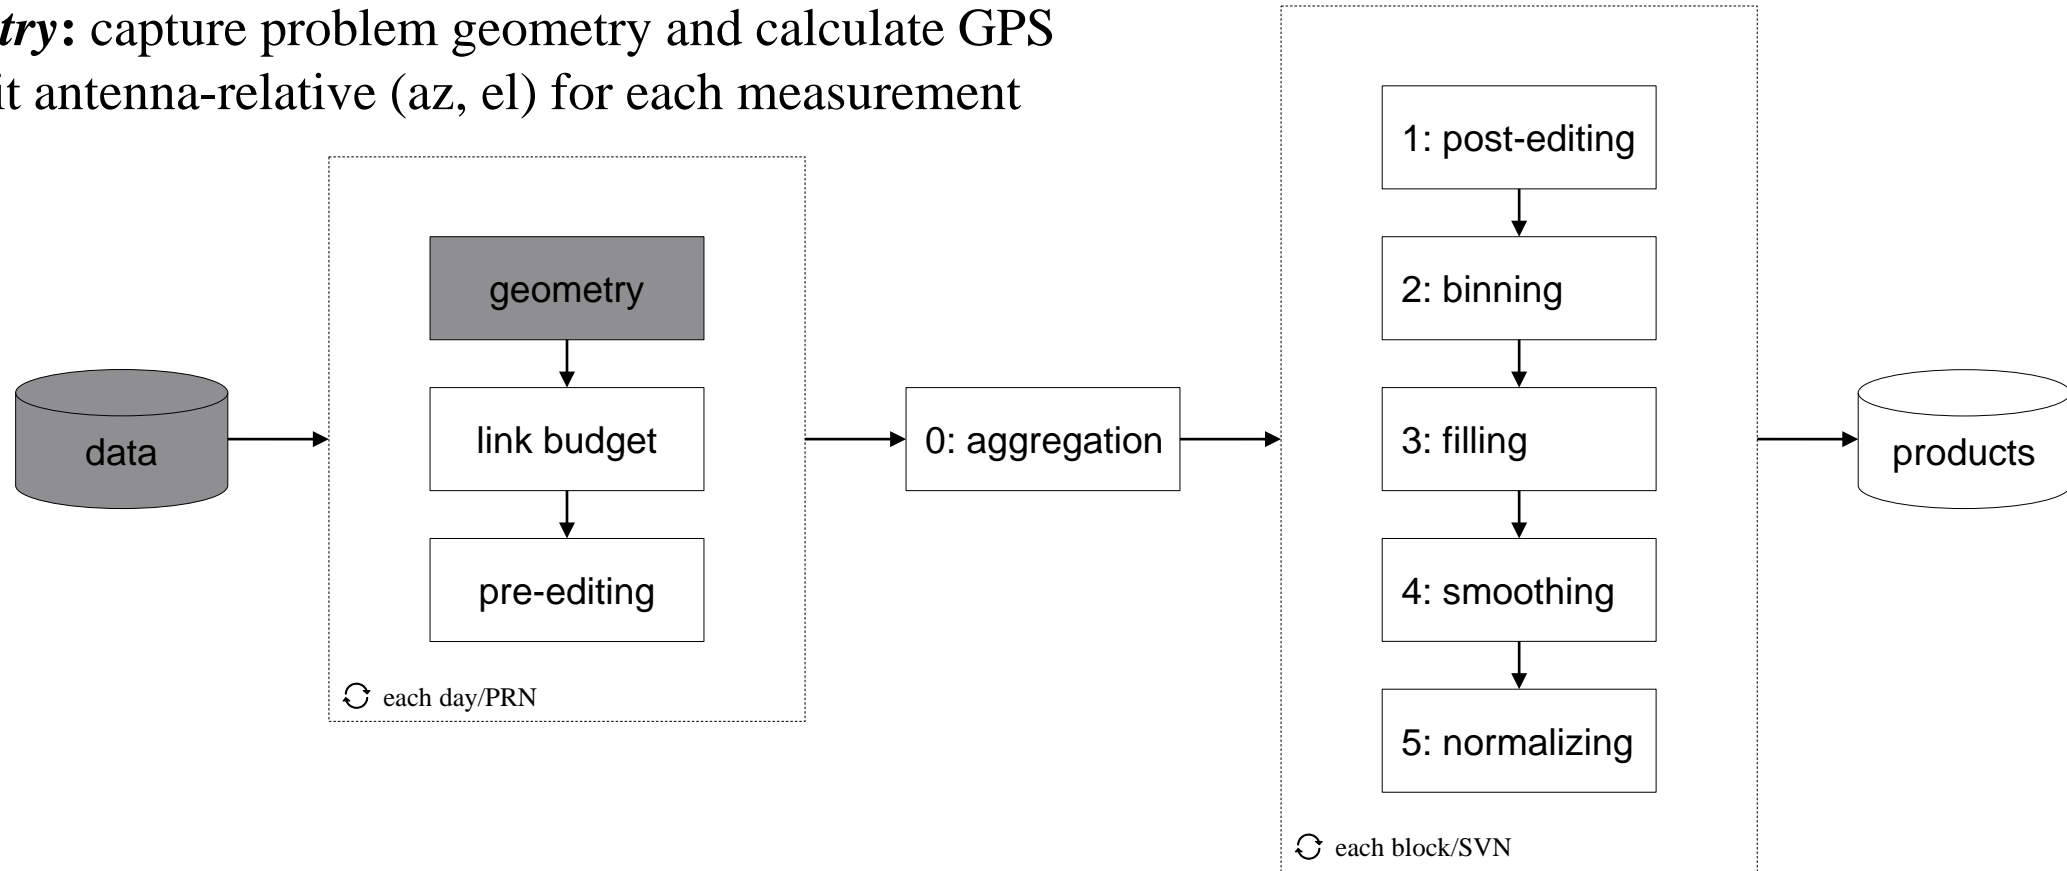 try: capture problem geometry and calculate GPS
it antenna-relative (az, el) for each measurement
geometry
link budget
pre-editing
each day/PRN
data
0: aggregation
1: post-editing
2: binning
3: filling
4: smoothing
5: normalizing
each block/SVN
products